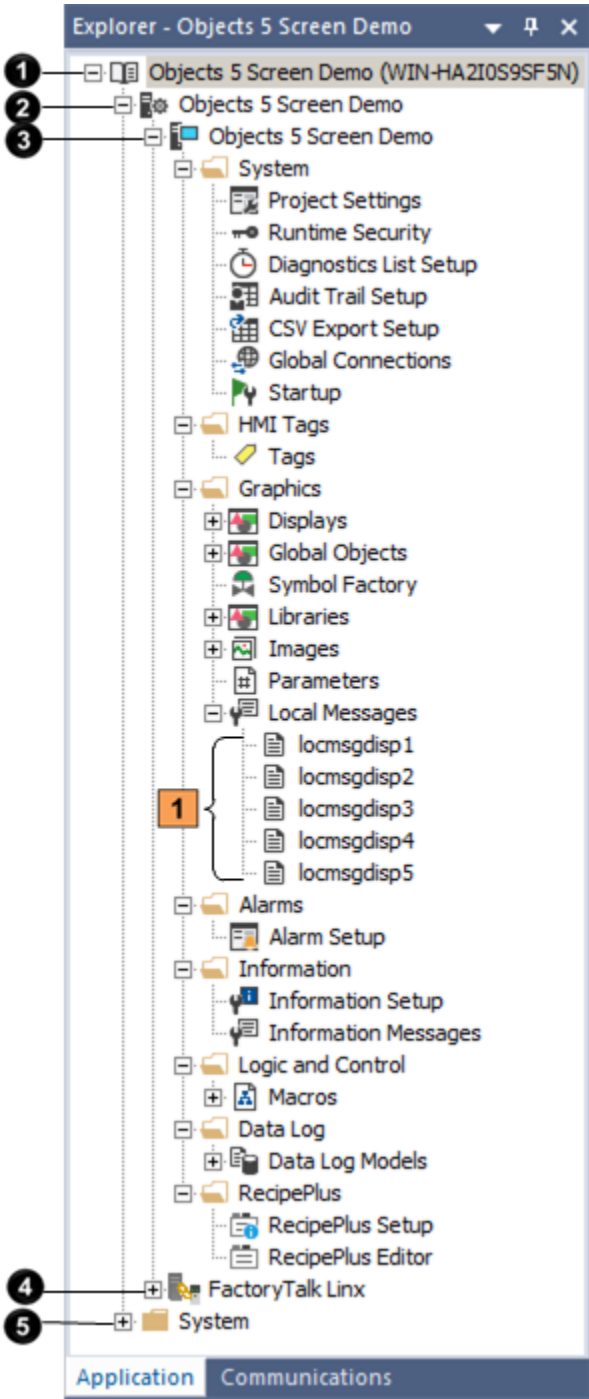 Explorer - Objects 5 Screen Demo
1 Objects 5 Screen Demo (WIN-HA2I0S9SF5N)
2 Objects 5 Screen Demo
3 Objects 5 Screen Demo
System
Project Settings
Runtime Security
Diagnostics List Setup
Audit Trail Setup
CSV Export Setup
Global Connections
Startup
HMI Tags
Tags
Graphics
Displays
Global Objects
Symbol Factory
Libraries
Images
Parameters
Local Messages
locmsgdisp1
locmsgdisp2
1 locmsgdisp3
locmsgdisp4
locmsgdisp5
Alarms
Alarm Setup
Information
Information Setup
Information Messages
Logic and Control
Macros
Data Log
Data Log Models
RecipePlus
RecipePlus Setup
RecipePlus Editor
4 FactoryTalk Linx
5 System
Application Communications